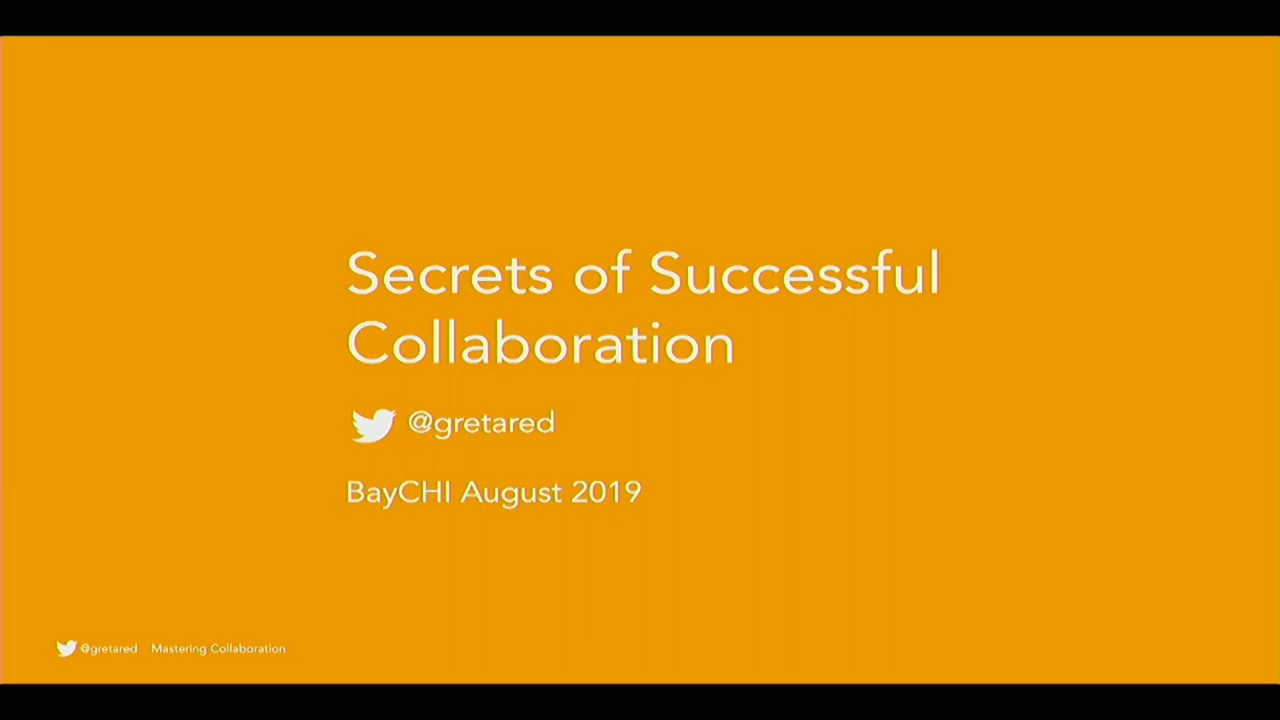 Secrets of Successful
Collaboration
@gretared
BayCHI August 2019
@gretared Mastering Collaboration